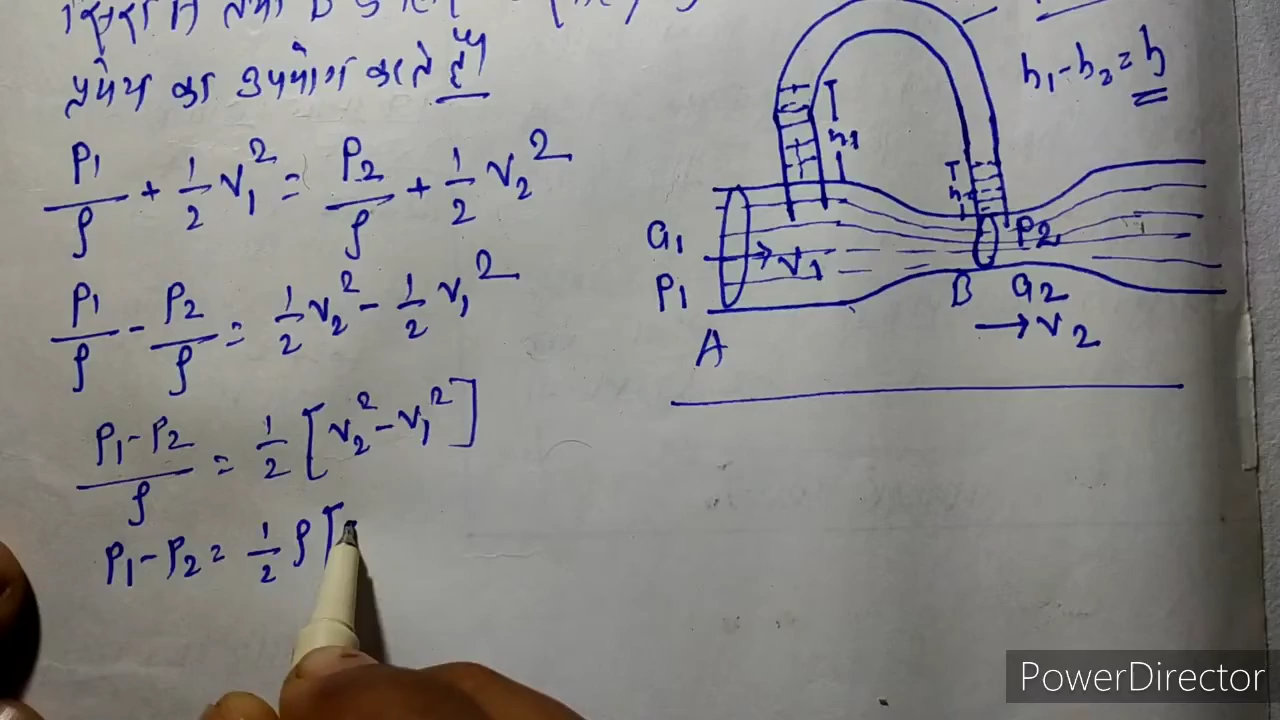 सिरों A तथा B के लिए
प्रमेय का उपयोग करते हैं।
P₁/ρ + 1/2 v₁² = P₂/ρ + 1/2 v₂²
P₁/ρ - P₂/ρ = 1/2 v₂² - 1/2 v₁²
P₁-P₂/ρ = 1/2 [v₂² - v₁²]
P₁-P₂ = 1/2 ρ [
h₁-h₂ = h
h₁
h
a₁
P₁
v₁
A
P₂
B
a₂
→ v₂
PowerDirector